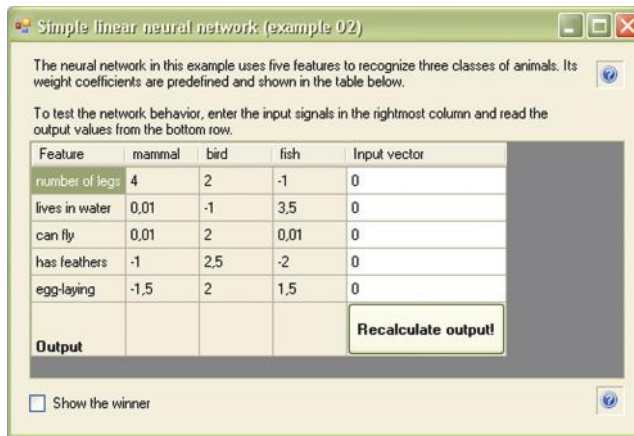 Simple linear neural network (example 02)
The neural network in this example uses five features to recognize three classes of animals. Its
weight coefficients are predefined and shown in the table below.
To test the network behavior, enter the input signals in the rightmost column and read the
output values from the bottom row.
Feature mammal bird fish Input vector
number of legs 4 2 -1 0
lives in water 0,01 -1 3,5 0
can fly 0,01 2 0,01 0
has feathers -1 2,5 -2 0
egg-laying -1,5 2 1,5 0
Output Recalculate output!
Show the winner